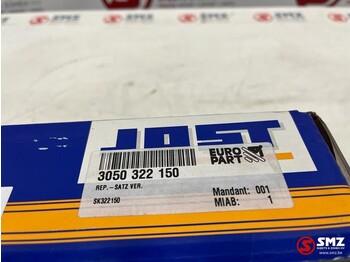 JOST
EURO
PART
3050 322 150
REP.-SATZ VER.
SK322150
Mandant: 001
MIAB: 1
SMZ